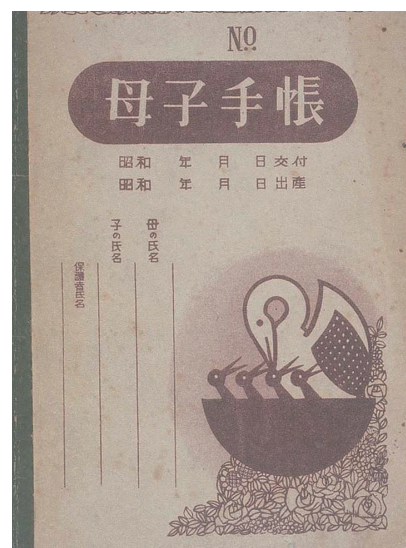 No.
母子手帳
昭和 年 月 日交付
昭和 年 月 日出産
母の氏名
子の氏名
保護者氏名